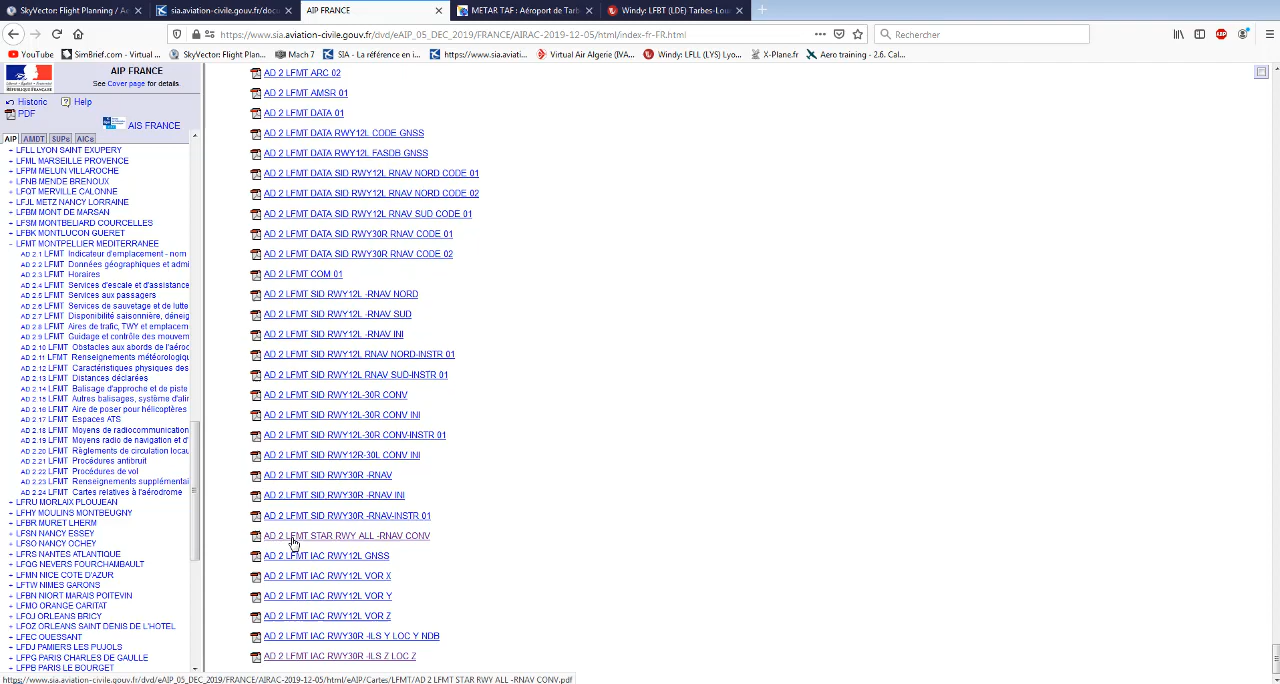 SkyVector: Flight Planning / A
sia.aviation-civile.gouv.fr/docu
AIP FRANCE
METAR TAF : Aéroport de Tarb
Windy: LFBT (LDE) Tarbes-Lou
https://www.sia.aviation-civile.gouv.fr/dvd/eAIP_05_DEC_2019/FRANCE/AIRAC-2019-12-05/html/index-fr-FR.html
Rechercher
YouTube
SimBrief.com - Virtual ...
SkyVector: Flight Plan...
Mach 7
SIA - La référence en i...
https://www.sia.aviati...
Virtual Air Algerie (IVA...
Windy: LFLL (LYS) Lyo...
X-Plane.fr
Aero training - 2.6. Cal...
AIP FRANCE
See Cover page for details.
Historic
Help
PDF
AIS FRANCE
AIP
AMDT
SUPs
AICs
LFLL LYON SAINT EXUPERY
LFML MARSEILLE PROVENCE
LFPM MELUN VILLAROCHE
LFNB MENDE BRENOUX
LFQT MERVILLE CALONNE
LFJL METZ NANCY LORRAINE
LFBM MONT DE MARSAN
LFSM MONTBELIARD COURCELLES
LFBK MONTLUCON GUERET
LFMT MONTPELLIER MEDITERRANEE
AD 2.1 LFMT Indicateur d'emplacement - nom
AD 2.2 LFMT Données géographiques et admi
AD 2.3 LFMT Horaires
AD 2.4 LFMT Services d'escale et d'assistance
AD 2.5 LFMT Services aux passagers
AD 2.6 LFMT Services de sauvetage et de lutte
AD 2.7 LFMT Disponibilité saisonnière, déneig
AD 2.8 LFMT Aires de trafic, TWY et emplacem
AD 2.9 LFMT Guidage et contrôle des mouvem
AD 2.10 LFMT Obstacles aux abords de l'aéroc
AD 2.11 LFMT Renseignements météorologiqu
AD 2.12 LFMT Caractéristiques physiques des
AD 2.13 LFMT Distances déclarées
AD 2.14 LFMT Balisage d'approche et de piste
AD 2.15 LFMT Autres balisages, système d'alir
AD 2.16 LFMT Aire de poser pour hélicoptères
AD 2.17 LFMT Espaces ATS
AD 2.18 LFMT Moyens de radiocommunication
AD 2.19 LFMT Moyens radio de navigation et d'
AD 2.20 LFMT Règlements de circulation locau
AD 2.21 LFMT Procédures antibruit
AD 2.22 LFMT Procédures de vol
AD 2.23 LFMT Renseignements supplémentai
AD 2.24 LFMT Cartes relatives à l'aérodrome
LFRU MORLAIX PLOUJEAN
LFHY MOULINS MONTBEUGNY
LFBR MURET LHERM
LFSN NANCY ESSEY
LFSO NANCY OCHEY
LFRS NANTES ATLANTIQUE
LFQG NEVERS FOURCHAMBAULT
LFMN NICE COTE D'AZUR
LFTW NIMES GARONS
LFBN NIORT MARAIS POITEVIN
LFMO ORANGE CARITAT
LFOJ ORLEANS BRICY
LFOZ ORLEANS SAINT DENIS DE L'HOTEL
LFEC OUESSANT
LFDJ PAMIERS LES PUJOLS
LFPG PARIS CHARLES DE GAULLE
LFPB PARIS LE BOURGET
AD 2 LFMT ARC 02
AD 2 LFMT AMSR 01
AD 2 LFMT DATA 01
AD 2 LFMT DATA RWY12L CODE GNSS
AD 2 LFMT DATA RWY12L FASDB GNSS
AD 2 LFMT DATA SID RWY12L RNAV NORD CODE 01
AD 2 LFMT DATA SID RWY12L RNAV NORD CODE 02
AD 2 LFMT DATA SID RWY12L RNAV SUD CODE 01
AD 2 LFMT DATA SID RWY30R RNAV CODE 01
AD 2 LFMT DATA SID RWY30R RNAV CODE 02
AD 2 LFMT COM 01
AD 2 LFMT SID RWY12L -RNAV NORD
AD 2 LFMT SID RWY12L -RNAV SUD
AD 2 LFMT SID RWY12L -RNAV INI
AD 2 LFMT SID RWY12L RNAV NORD-INSTR 01
AD 2 LFMT SID RWY12L RNAV SUD-INSTR 01
AD 2 LFMT SID RWY12L-30R CONV
AD 2 LFMT SID RWY12L-30R CONV INI
AD 2 LFMT SID RWY12L-30R CONV-INSTR 01
AD 2 LFMT SID RWY12R-30L CONV INI
AD 2 LFMT SID RWY30R -RNAV
AD 2 LFMT SID RWY30R -RNAV INI
AD 2 LFMT SID RWY30R -RNAV-INSTR 01
AD 2 LFMT STAR RWY ALL -RNAV CONV
AD 2 LFMT IAC RWY12L GNSS
AD 2 LFMT IAC RWY12L VOR X
AD 2 LFMT IAC RWY12L VOR Y
AD 2 LFMT IAC RWY12L VOR Z
AD 2 LFMT IAC RWY30R -ILS Y LOC Y NDB
AD 2 LFMT IAC RWY30R -ILS Z LOC Z
https://www.sia.aviation-civile.gouv.fr/dvd/eAIP_05_DEC_2019/FRANCE/AIRAC-2019-12-05/html/eAIP/Cartes/LFMT/AD 2 LFMT STAR RWY ALL -RNAV CONV.pdf